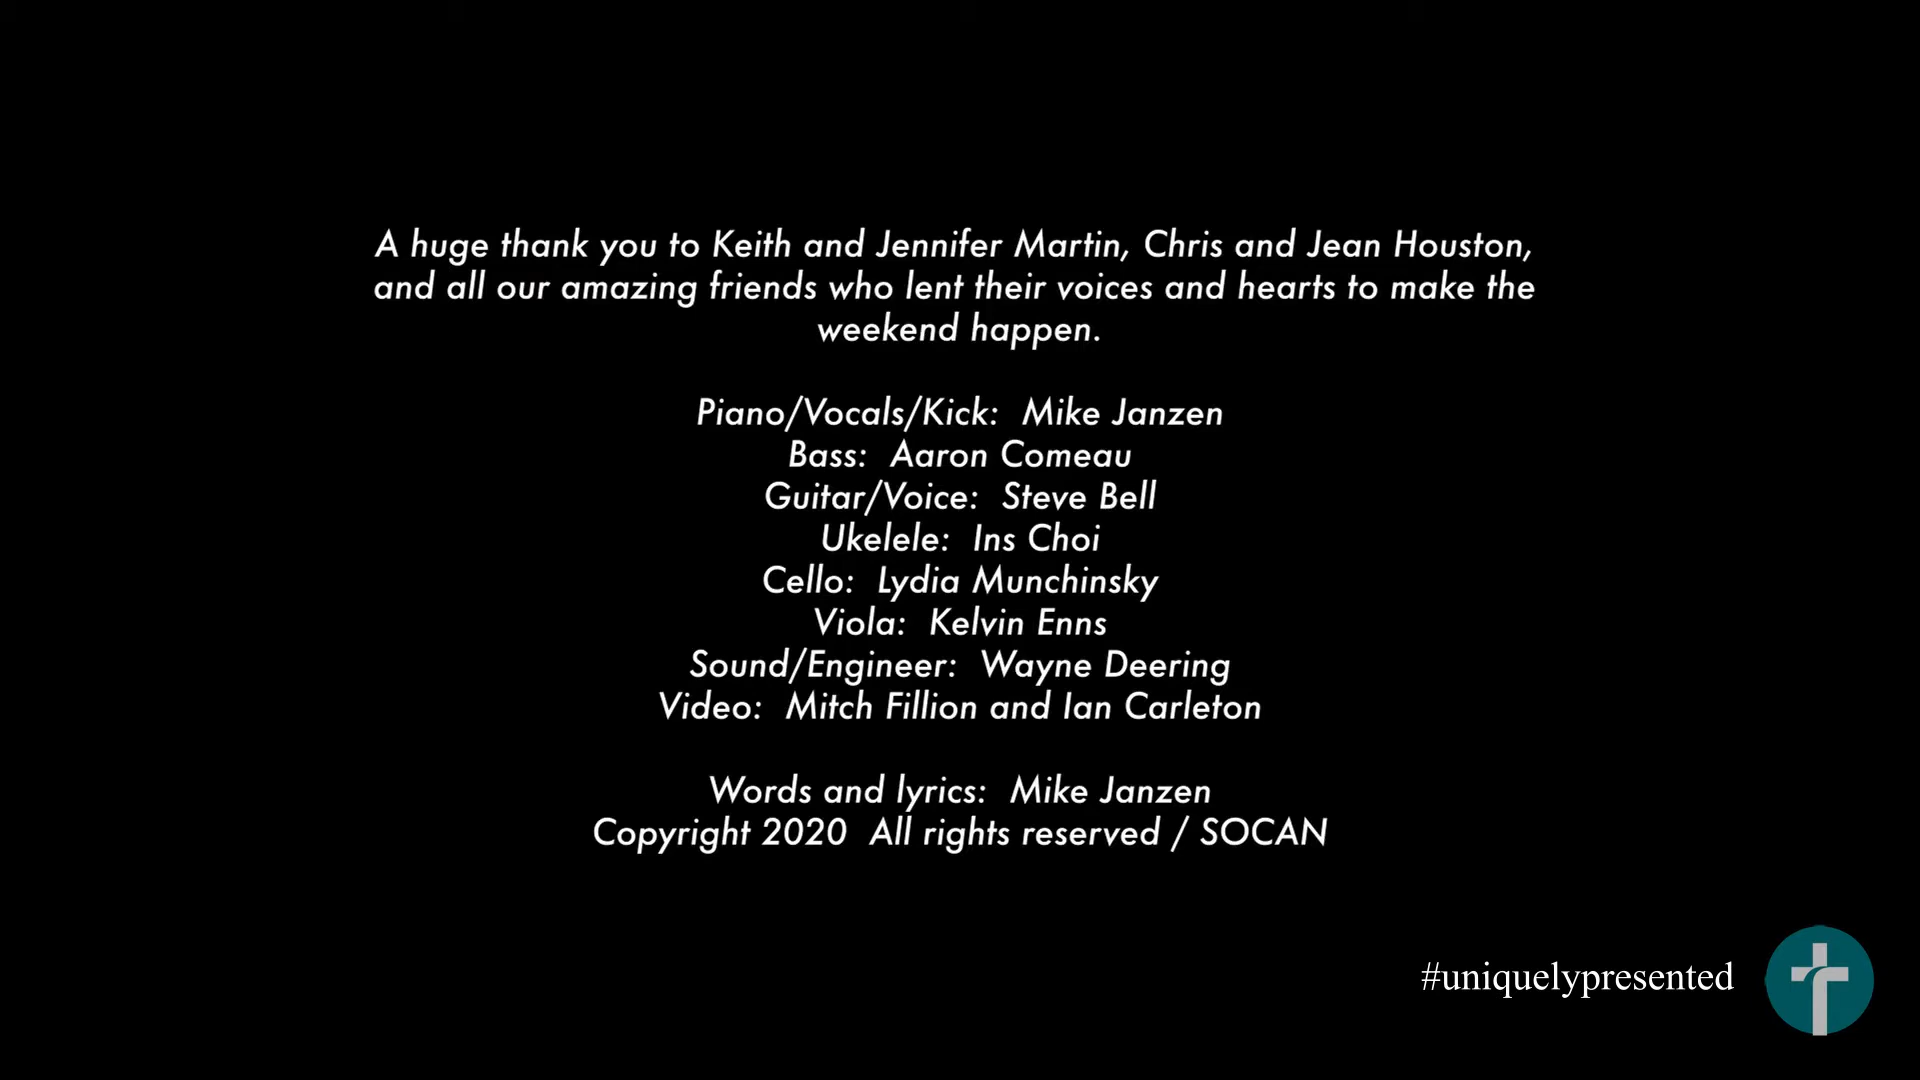 A huge thank you to Keith and Jennifer Martin, Chris and Jean Houston,
and all our amazing friends who lent their voices and hearts to make the
weekend happen.
Piano/Vocals/Kick:  Mike Janzen
Bass:  Aaron Comeau
Guitar/Voice:  Steve Bell
Ukelele:  Ins Choi
Cello:  Lydia Munchinsky
Viola:  Kelvin Enns
Sound/Engineer:  Wayne Deering
Video:  Mitch Fillion and Ian Carleton
Words and lyrics:  Mike Janzen
Copyright 2020  All rights reserved / SOCAN
#uniquelypresented